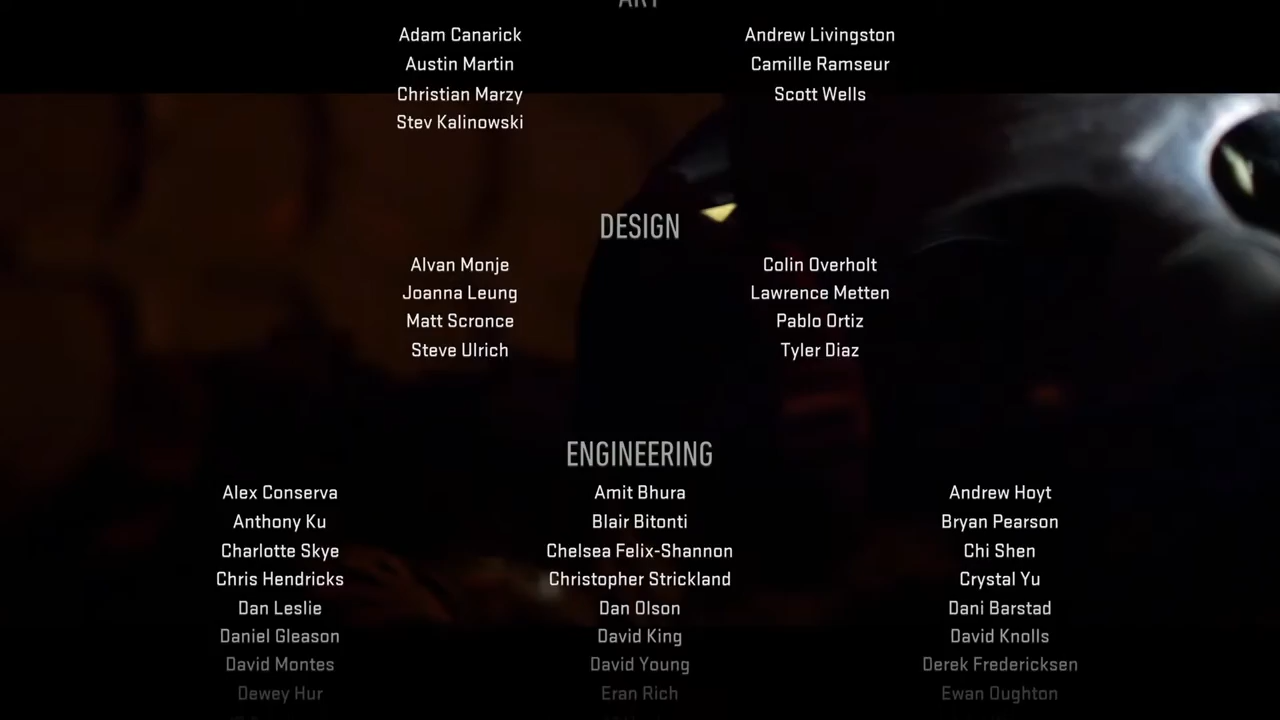 ART
Adam Canarick Andrew Livingston
Austin Martin Camille Ramseur
Christian Marzy Scott Wells
Stev Kalinowski
DESIGN
Alvan Monje Colin Overholt
Joanna Leung Lawrence Metten
Matt Scronce Pablo Ortiz
Steve Ulrich Tyler Diaz
ENGINEERING
Alex Conserva Amit Bhura Andrew Hoyt
Anthony Ku Blair Bitonti Bryan Pearson
Charlotte Skye Chelsea Felix-Shannon Chi Shen
Chris Hendricks Christopher Strickland Crystal Yu
Dan Leslie Dan Olson Dani Barstad
Daniel Gleason David King David Knolls
David Montes David Young Derek Fredericksen
Dewey Hur Eran Rich Ewan Oughton